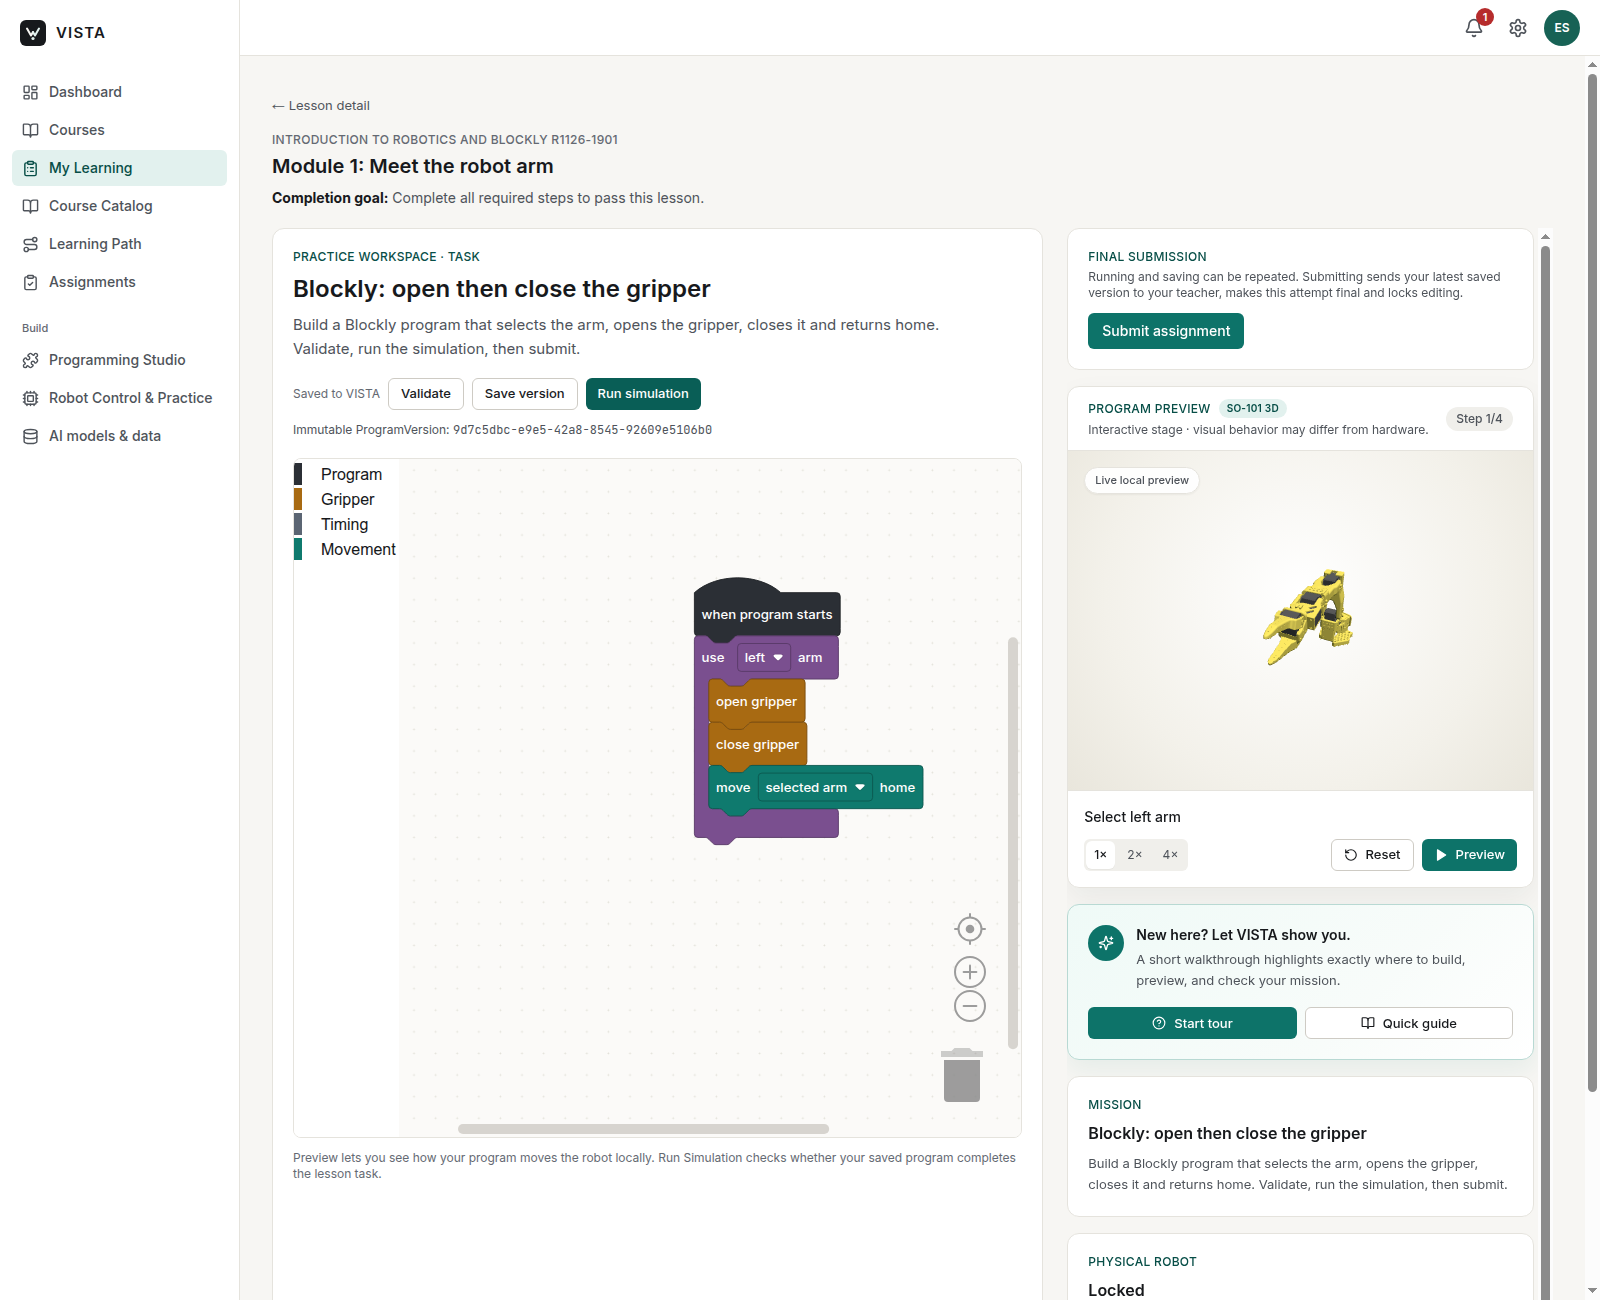 VISTA
1
ES
Dashboard
Courses
My Learning
Course Catalog
Learning Path
Assignments
Build
Programming Studio
Robot Control & Practice
AI models & data
← Lesson detail
INTRODUCTION TO ROBOTICS AND BLOCKLY R1126-1901
Module 1: Meet the robot arm
Completion goal: Complete all required steps to pass this lesson.
PRACTICE WORKSPACE · TASK
Blockly: open then close the gripper
Build a Blockly program that selects the arm, opens the gripper, closes it and returns home.
Validate, run the simulation, then submit.
Saved to VISTA Validate Save version Run simulation
Immutable ProgramVersion: 9d7c5dbc-e9e5-42a8-8545-92609e5106b0
Program
Gripper
Timing
Movement
when program starts
use left arm
open gripper
close gripper
move selected arm home
Preview lets you see how your program moves the robot locally. Run Simulation checks whether your saved program completes
the lesson task.
FINAL SUBMISSION
Running and saving can be repeated. Submitting sends your latest saved
version to your teacher, makes this attempt final and locks editing.
Submit assignment
PROGRAM PREVIEW SO-101 3D
Step 1/4
Interactive stage · visual behavior may differ from hardware.
Live local preview
Select left arm
1× 2× 4× Reset Preview
New here? Let VISTA show you.
A short walkthrough highlights exactly where to build,
preview, and check your mission.
Start tour Quick guide
MISSION
Blockly: open then close the gripper
Build a Blockly program that selects the arm, opens the gripper,
closes it and returns home. Validate, run the simulation, then submit.
PHYSICAL ROBOT
Locked